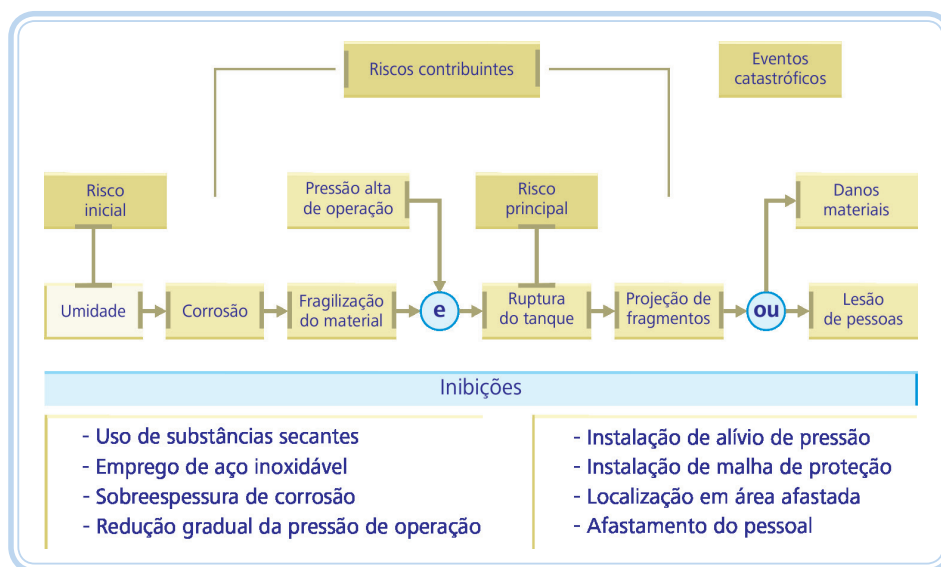 Riscos contribuintes
Eventos
catastróficos
Risco
inicial
Pressão alta
de operação
Risco
principal
Danos
materiais
Umidade
Corrosão
Fragilização
do material
e
Ruptura
do tanque
Projeção de
fragmentos
ou
Lesão
de pessoas
Inibições
- Uso de substâncias secantes
- Emprego de aço inoxidável
- Sobreespessura de corrosão
- Redução gradual da pressão de operação
- Instalação de alívio de pressão
- Instalação de malha de proteção
- Localização em área afastada
- Afastamento do pessoal